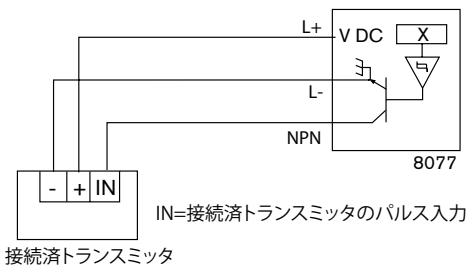 L+
V DC
X
L-
NPN
8077
- + IN
IN=接続済トランスミッタのパルス入力
接続済トランスミッタ